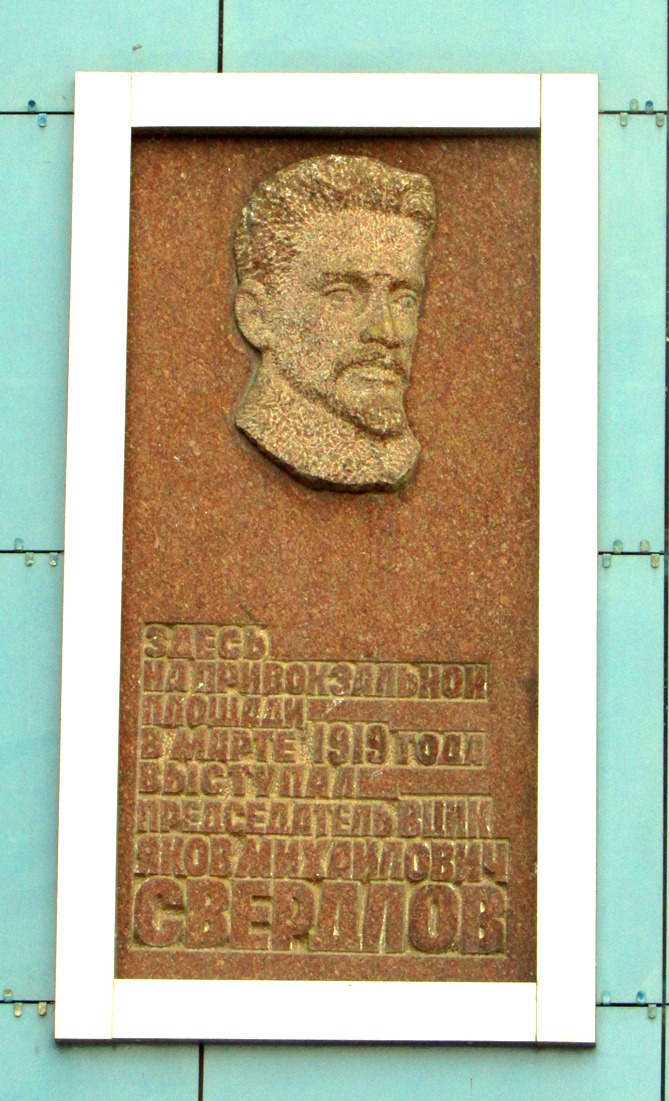 ЗДЕСЬ
НА ПРИВОКЗАЛЬНОЙ
ПЛОЩАДИ
В МАРТЕ 1919 ГОДА
ВЫСТУПАЛ
ПРЕДСЕДАТЕЛЬ ВЦИК
ЯКОВ МИХАЙЛОВИЧ
СВЕРДЛОВ